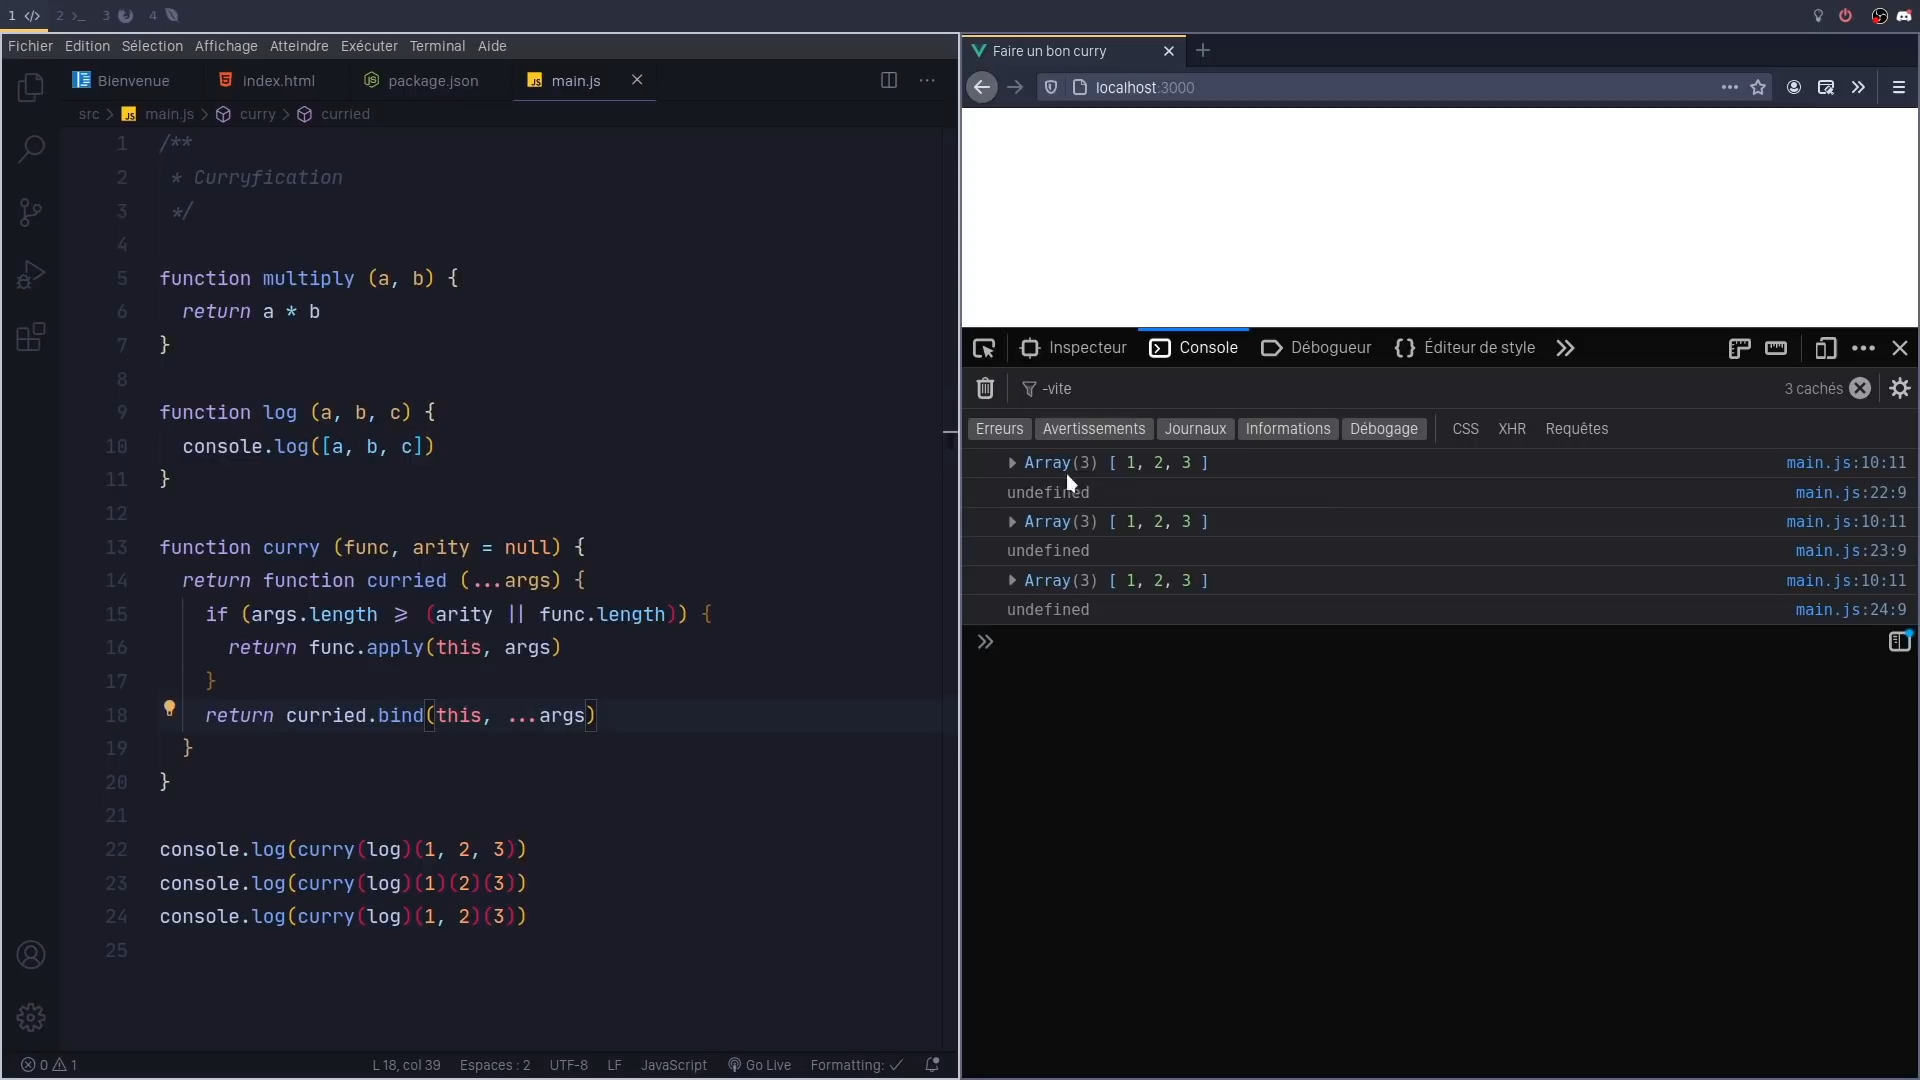 1 2 3 4
Fichier Edition Sélection Affichage Atteindre Exécuter Terminal Aide
Bienvenue index.html package.json main.js
src > main.js > curry > curried
1 /**
2 * Curryfication
3 */
4
5 function multiply (a, b) {
6 return a * b
7 }
8
9 function log (a, b, c) {
10 console.log([a, b, c])
11 }
12
13 function curry (func, arity = null) {
14 return function curried (...args) {
15 if (args.length ⩾ (arity || func.length)) {
16 return func.apply(this, args)
17 }
18 return curried.bind(this, ...args)
19 }
20 }
21
22 console.log(curry(log)(1, 2, 3))
23 console.log(curry(log)(1)(2)(3))
24 console.log(curry(log)(1, 2)(3))
25
0 1 L 18, col 39 Espaces : 2 UTF-8 LF JavaScript Go Live Formatting: ✓
Faire un bon curry
localhost:3000
Inspecteur Console Débogueur Éditeur de style
-vite 3 cachés
Erreurs Avertissements Journaux Informations Débogage CSS XHR Requêtes
Array(3) [ 1, 2, 3 ] main.js:10:11
undefined main.js:22:9
Array(3) [ 1, 2, 3 ] main.js:10:11
undefined main.js:23:9
Array(3) [ 1, 2, 3 ] main.js:10:11
undefined main.js:24:9